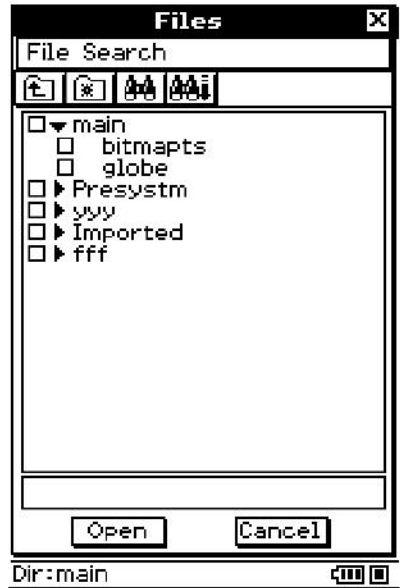 Files
File Search
main
bitmapts
globe
Presystm
yyy
Imported
fff
Open Cancel
Dir:main